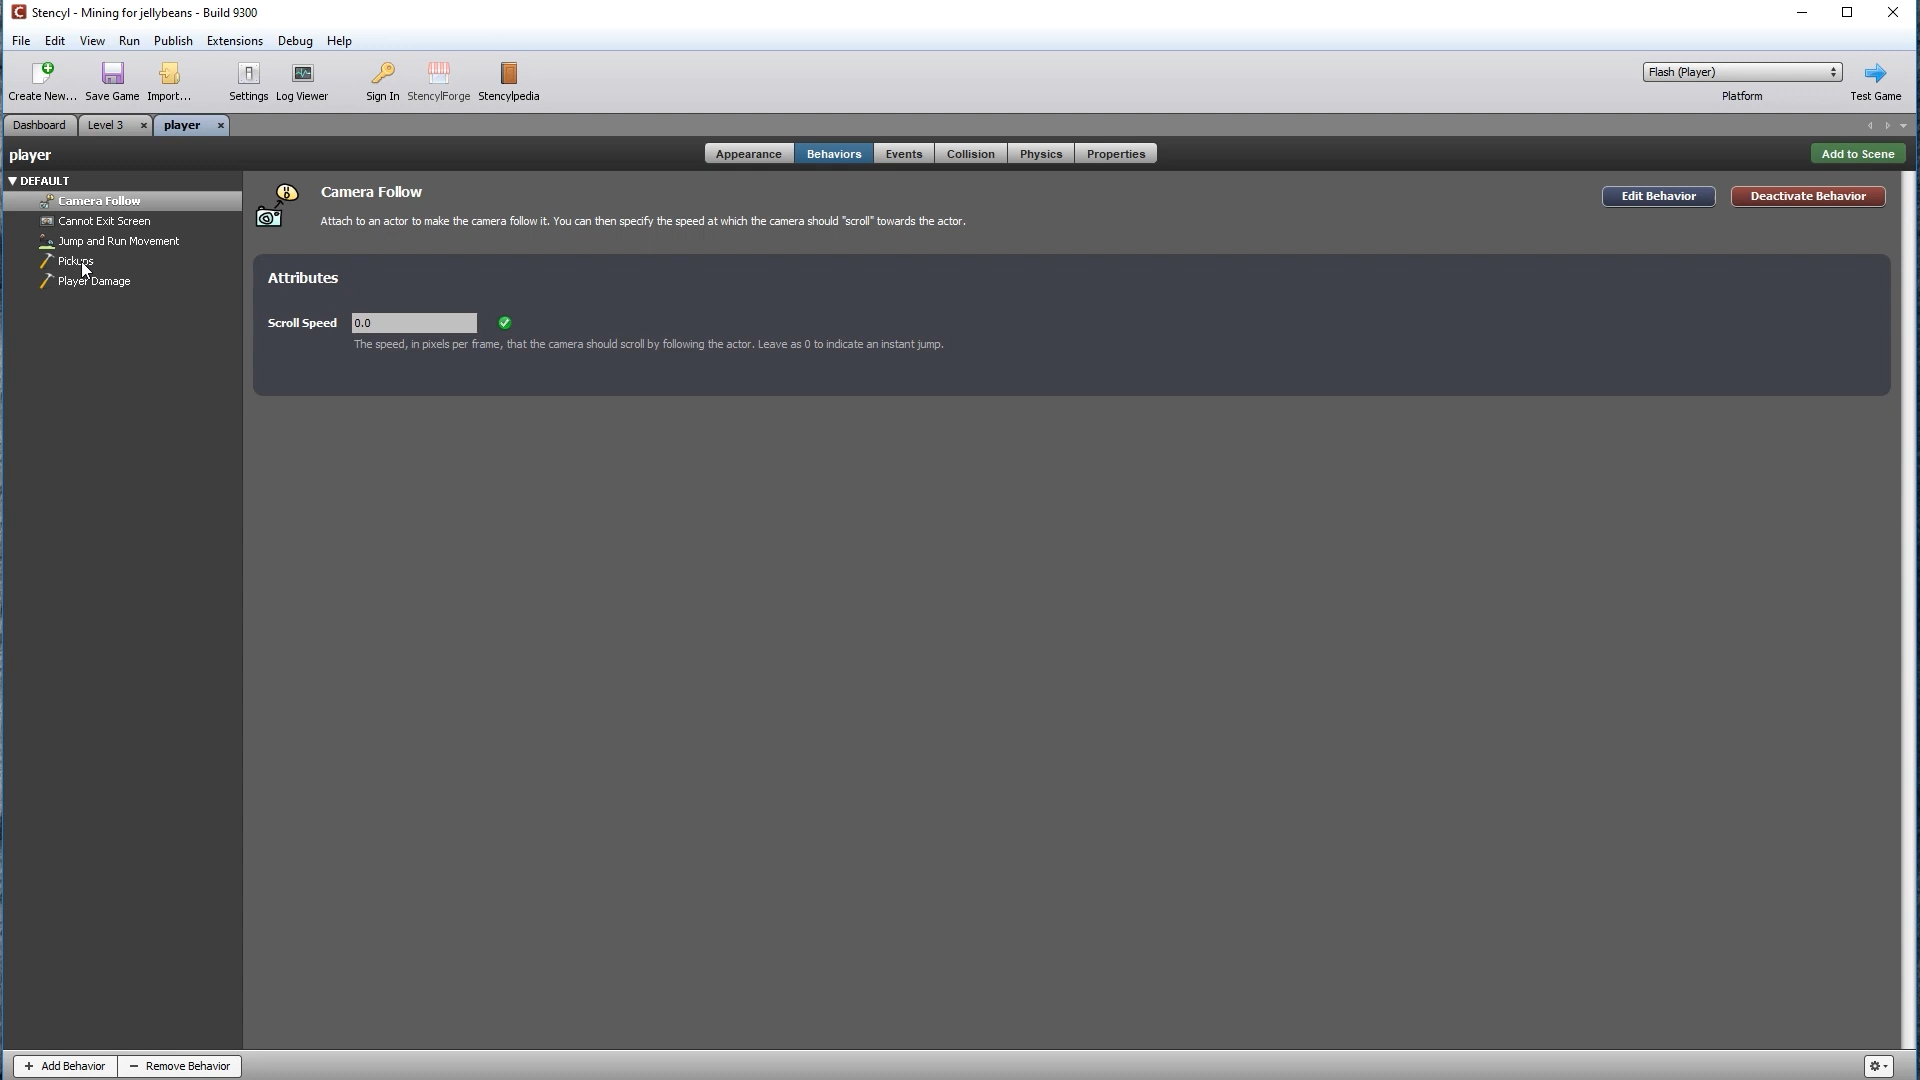 Stencyl - Mining for jellybeans - Build 9300
File Edit View Run Publish Extensions Debug Help
Create New... Save Game Import... Settings Log Viewer Sign In StencylForge Stencylpedia
Flash (Player)
Platform
Test Game
Dashboard Level 3 player
player
Appearance Behaviors Events Collision Physics Properties
Add to Scene
DEFAULT
Camera Follow
Cannot Exit Screen
Jump and Run Movement
Pickups
Player Damage
Camera Follow
Attach to an actor to make the camera follow it. You can then specify the speed at which the camera should "scroll" towards the actor.
Edit Behavior
Deactivate Behavior
Attributes
Scroll Speed 0.0
The speed, in pixels per frame, that the camera should scroll by following the actor. Leave as 0 to indicate an instant jump.
+ Add Behavior
− Remove Behavior